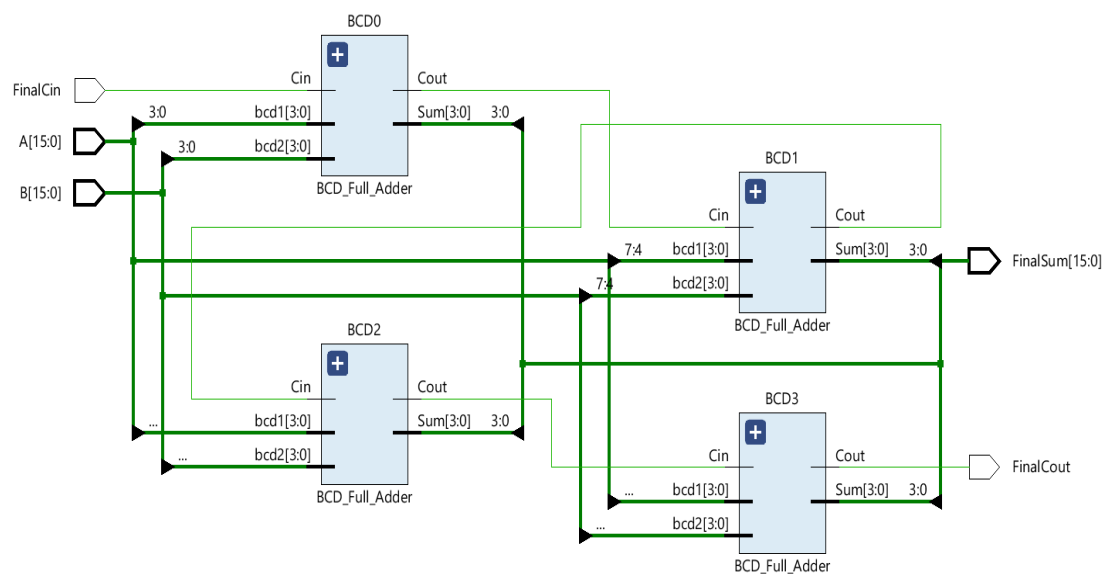 BCD0
+
FinalCin
Cin
Cout
3:0
bcd1[3:0]
Sum[3:0]
3:0
A[15:0]
3:0
bcd2[3:0]
BCD_Full_Adder
B[15:0]
BCD1
+
Cin
Cout
7:4
bcd1[3:0]
Sum[3:0]
3:0
FinalSum[15:0]
7:4
bcd2[3:0]
BCD_Full_Adder
BCD2
+
Cin
Cout
...
bcd1[3:0]
Sum[3:0]
3:0
...
bcd2[3:0]
BCD_Full_Adder
BCD3
+
Cin
Cout
FinalCout
...
bcd1[3:0]
Sum[3:0]
3:0
...
bcd2[3:0]
BCD_Full_Adder